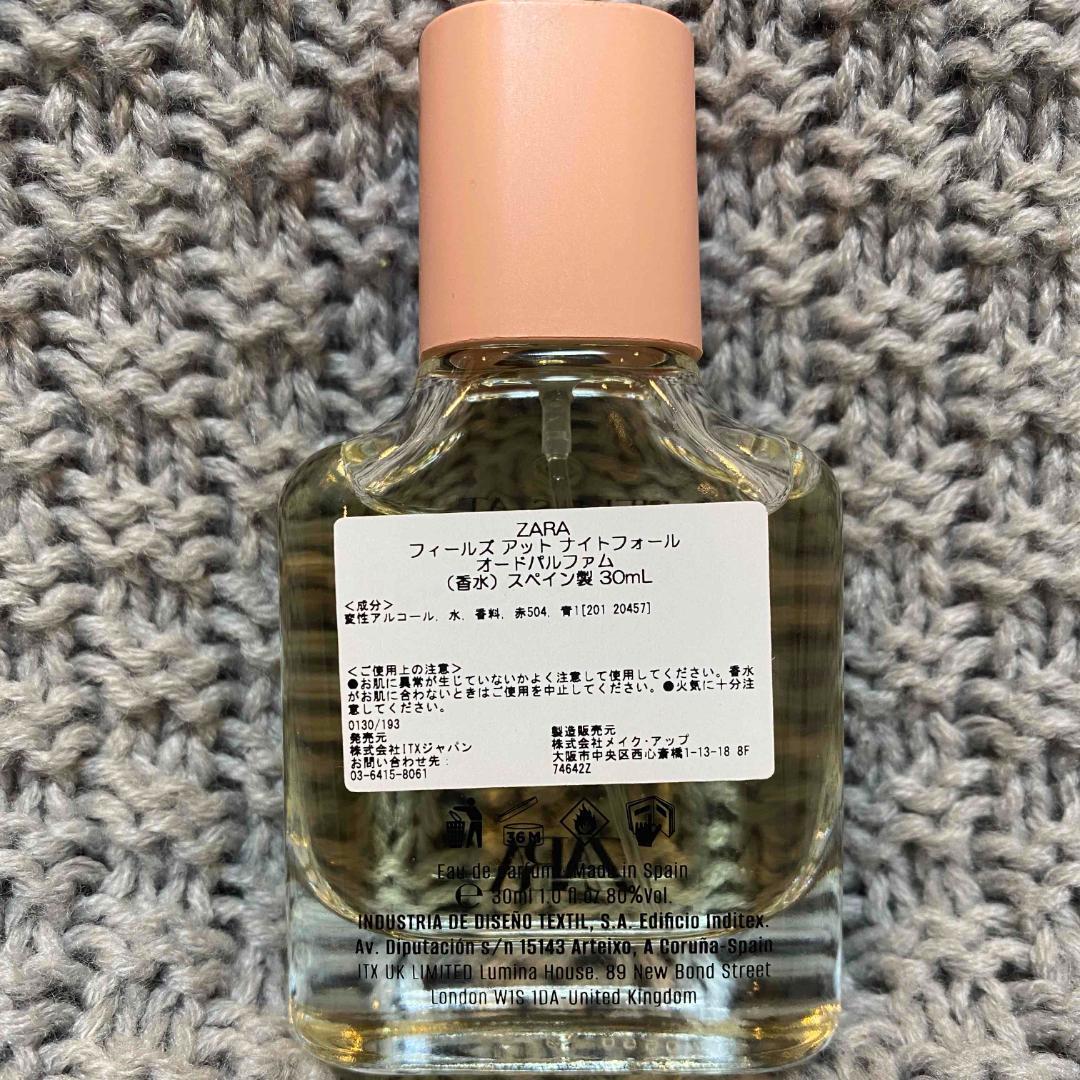 ZARA
フィールズ アット ナイトフォール
オードパルファム
（香水）スペイン製 30mL
＜成分＞
変性アルコール, 水, 香料, 赤504, 青1[201 20457]
＜ご使用上の注意＞
●お肌に異常が生じていないかよく注意して使用してください。香水
がお肌に合わないときはご使用を中止してください。●火気に十分注
意してください。
0130/193
発売元
株式会社ITXジャパン
お問い合わせ先:
03-6415-8061
製造販売元
株式会社メイク・アップ
大阪市中央区西心斎橋1-13-18 8F
74642Z
36 M
Eau de Parfum. Made in Spain
℮ 30ml 1.0 fl.oz 80%Vol.
INDUSTRIA DE DISEÑO TEXTIL, S.A. Edificio Inditex.
Av. Diputación s/n 15143 Arteixo, A Coruña-Spain
ITX UK LIMITED Lumina House. 89 New Bond Street
London W1S 1DA-United Kingdom